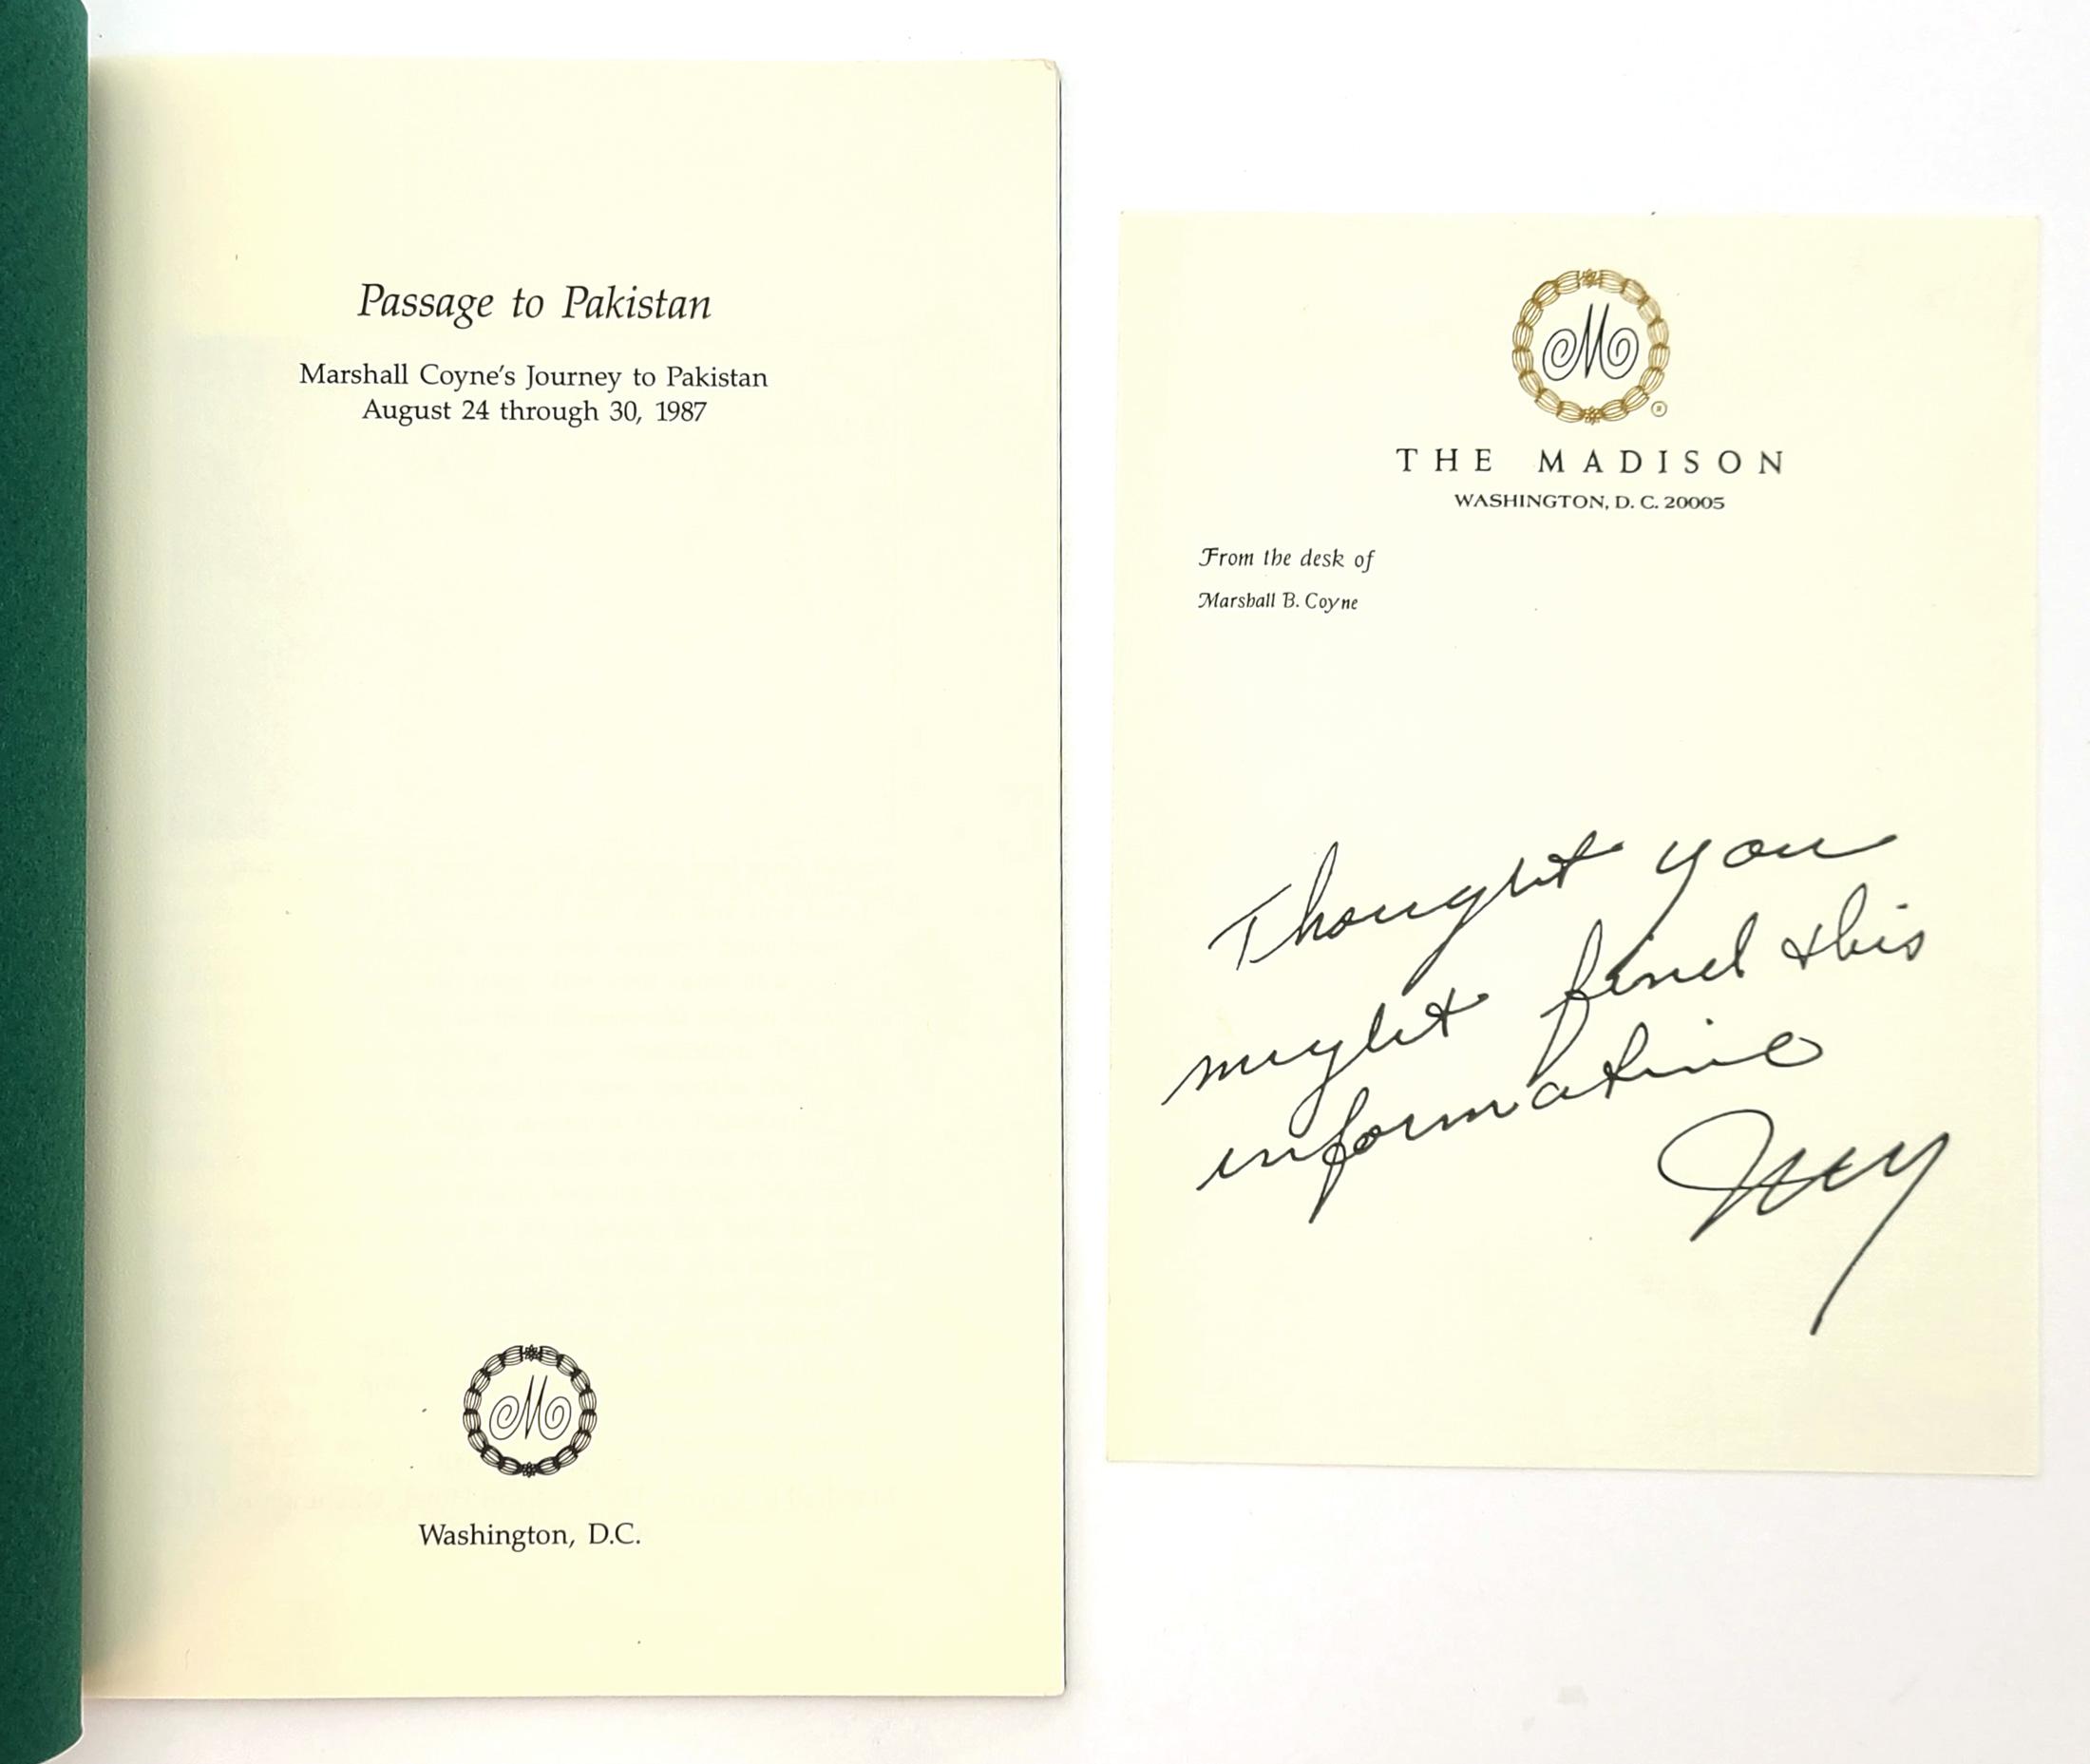 Passage to Pakistan
Marshall Coyne's Journey to Pakistan
August 24 through 30, 1987
M
Washington, D.C.
M
®
THE MADISON
WASHINGTON, D. C. 20005
From the desk of
Marshall B. Coyne
Thought you
might find this
informative